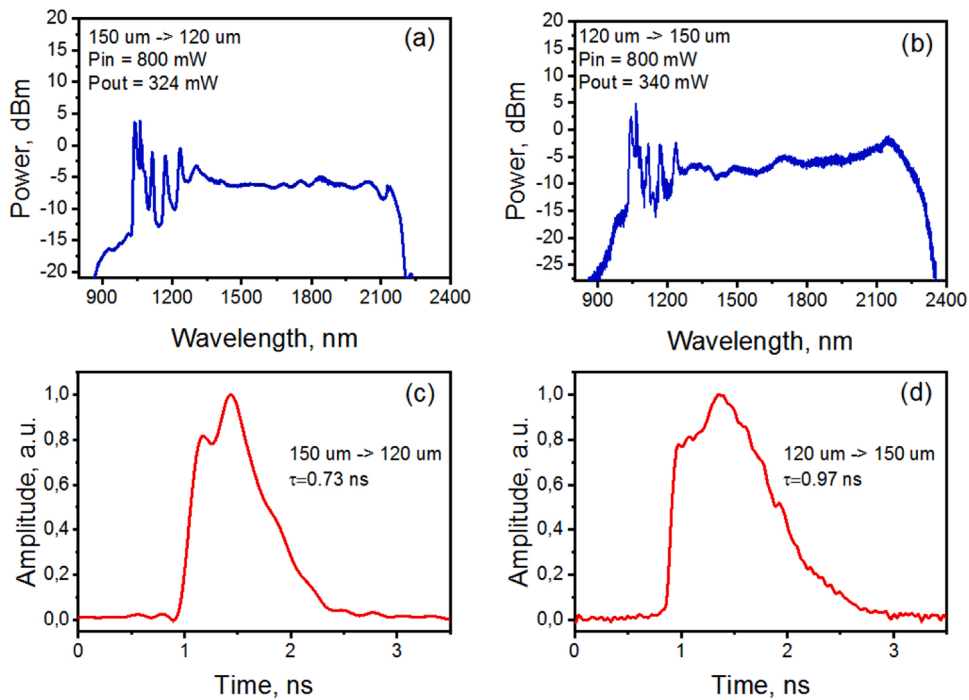 (a)
150 um -> 120 um
Pin = 800 mW
Pout = 324 mW
Power, dBm
20
15
10
5
0
-5
-10
-15
-20
900 1200 1500 1800 2100 2400
Wavelength, nm
(b)
120 um -> 150 um
Pin = 800 mW
Pout = 340 mW
Power, dBm
20
15
10
5
0
-5
-10
-15
-20
-25
900 1200 1500 1800 2100 2400
Wavelength, nm
(c)
150 um -> 120 um
τ=0.73 ns
Amplitude, a.u.
1,0
0,8
0,6
0,4
0,2
0,0
0 1 2 3
Time, ns
(d)
120 um -> 150 um
τ=0.97 ns
Amplitude, a.u.
1,0
0,8
0,6
0,4
0,2
0,0
0 1 2 3
Time, ns